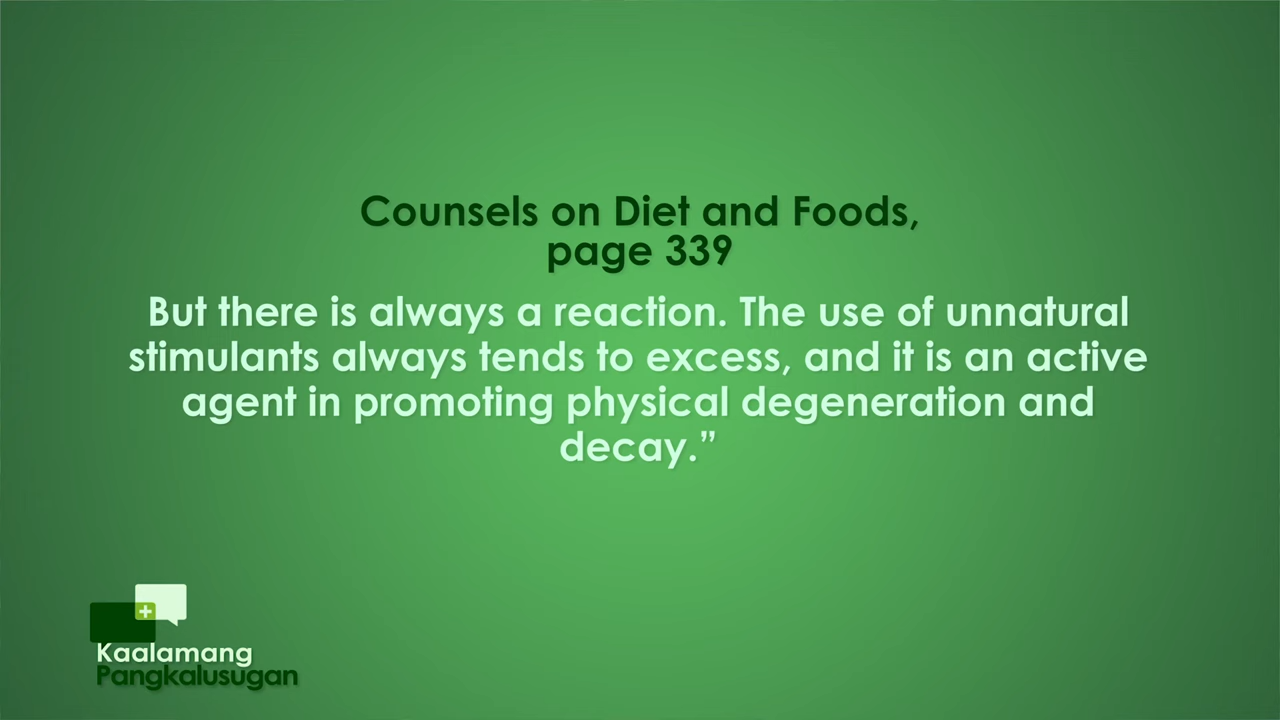 Counsels on Diet and Foods,
page 339
But there is always a reaction. The use of unnatural
stimulants always tends to excess, and it is an active
agent in promoting physical degeneration and
decay.”
Kaalamang
Pangkalusugan